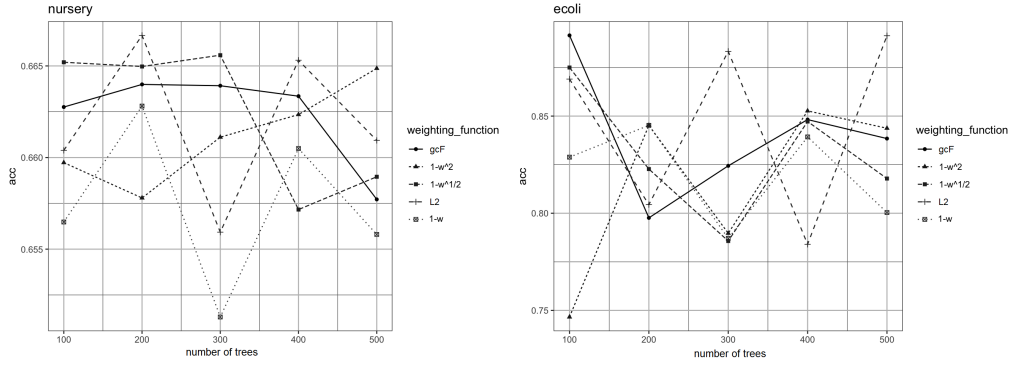 nursery
acc
0.665
0.660
0.655
100 200 300 400 500
number of trees
weighting_function
gcF
1-w^2
1-w^1/2
L2
1-w
ecoli
acc
0.85
0.80
0.75
100 200 300 400 500
number of trees
weighting_function
gcF
1-w^2
1-w^1/2
L2
1-w